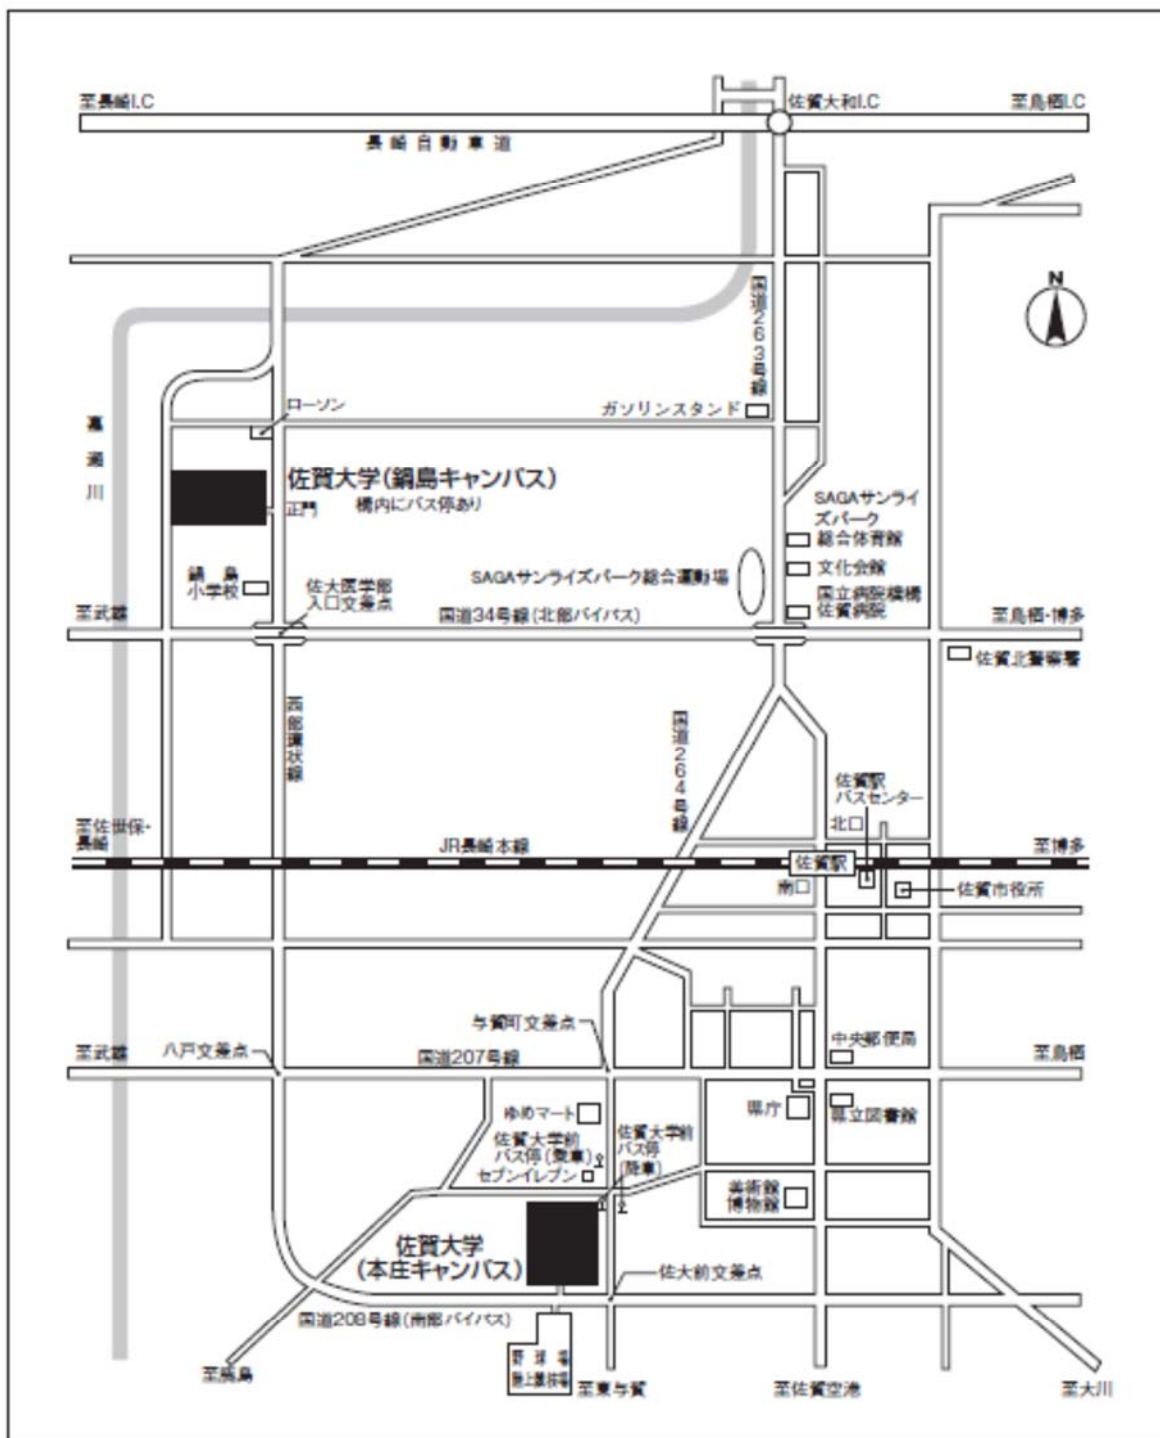 至長崎I.C
佐賀大和I.C
至鳥栖I.C
長崎自動車道
N
国道263号線
ローソン
ガソリンスタンド
嘉瀬川
佐賀大学(鍋島キャンパス)
正門
構内にバス停あり
SAGAサンライ
ズパーク
総合体育館
文化会館
国立病院機構
佐賀病院
鍋島
小学校
佐大医学部
入口交差点
SAGAサンライズパーク総合運動場
至武雄
国道34号線(北部バイパス)
至鳥栖・博多
佐賀北警察署
西部環状線
国道264号線
佐賀駅
バスセンター
北口
至佐世保・
長崎
JR長崎本線
佐賀駅
至博多
南口
佐賀市役所
与賀町交差点
中央郵便局
至武雄
八戸交差点
国道207号線
至鳥栖
ゆめマート
県庁
県立図書館
佐賀大学前
バス停(乗車)
佐賀大学前
バス停
(降車)
セブンイレブン
美術館
博物館
佐賀大学
(本庄キャンパス)
佐大前交差点
国道208号線(南部バイパス)
野球場
陸上競技場
至鹿島
至東与賀
至佐賀空港
至大川